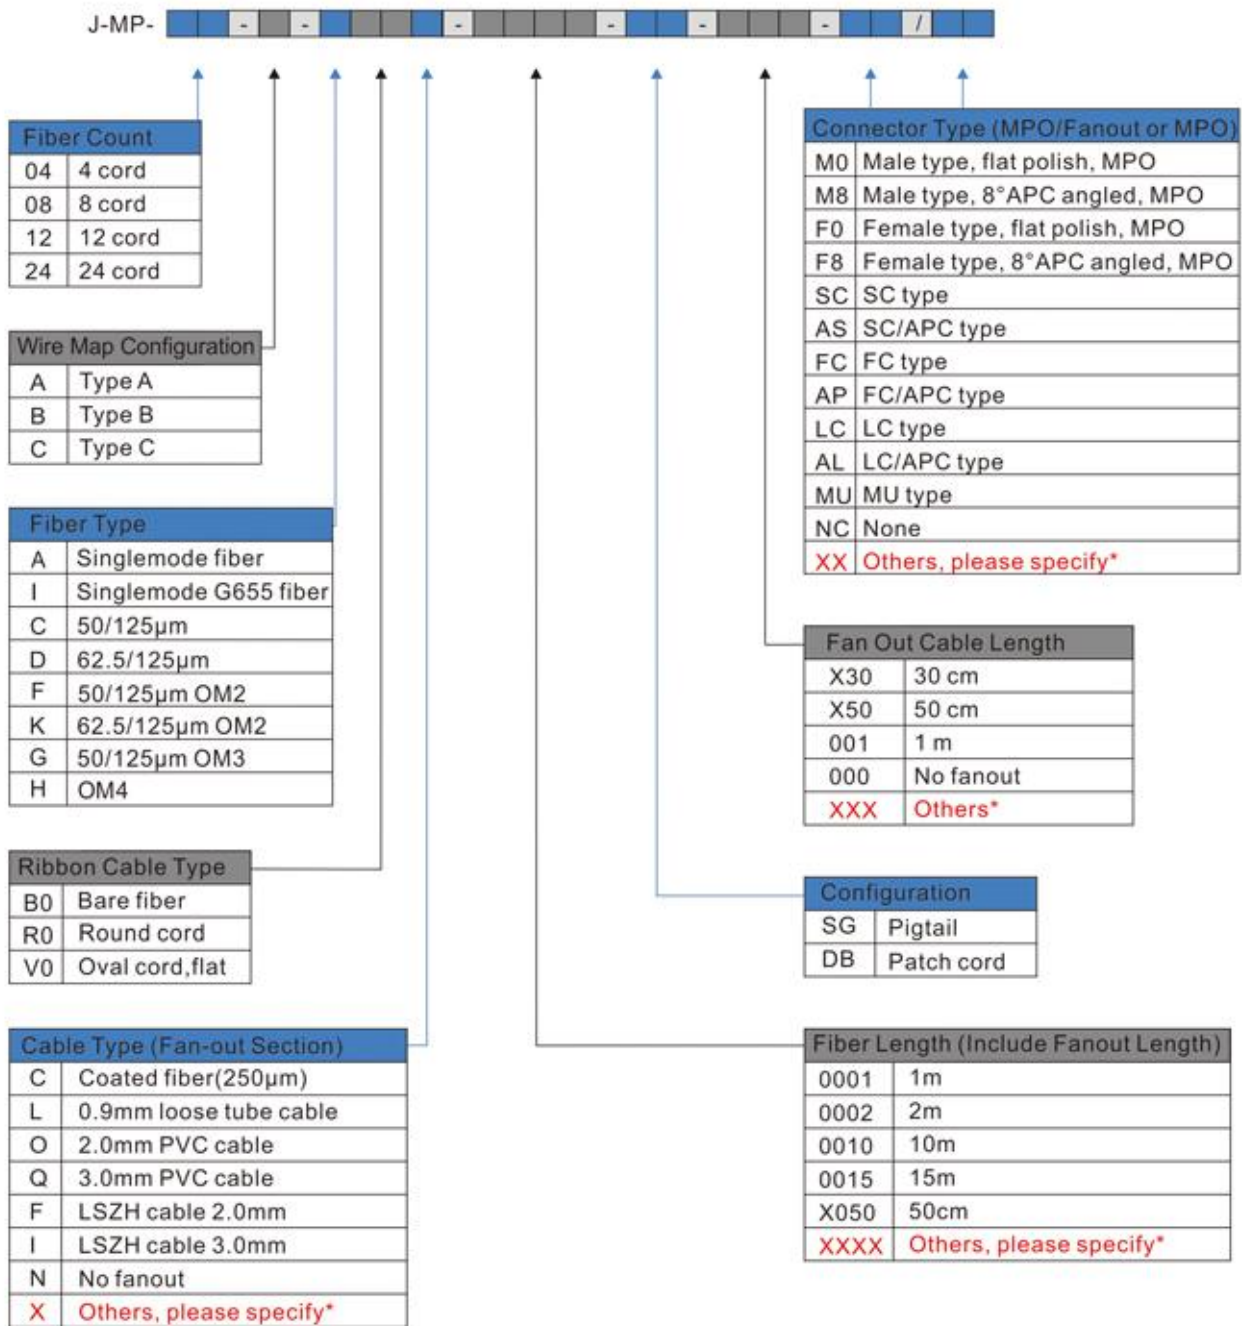 J-MP- - - - - - - /
Fiber Count
04 4 cord
08 8 cord
12 12 cord
24 24 cord
Wire Map Configuration
A Type A
B Type B
C Type C
Fiber Type
A Singlemode fiber
I Singlemode G655 fiber
C 50/125µm
D 62.5/125µm
F 50/125µm OM2
K 62.5/125µm OM2
G 50/125µm OM3
H OM4
Ribbon Cable Type
B0 Bare fiber
R0 Round cord
V0 Oval cord,flat
Cable Type (Fan-out Section)
C Coated fiber(250µm)
L 0.9mm loose tube cable
O 2.0mm PVC cable
Q 3.0mm PVC cable
F LSZH cable 2.0mm
I LSZH cable 3.0mm
N No fanout
X Others, please specify*
Connector Type (MPO/Fanout or MPO)
M0 Male type, flat polish, MPO
M8 Male type, 8°APC angled, MPO
F0 Female type, flat polish, MPO
F8 Female type, 8°APC angled, MPO
SC SC type
AS SC/APC type
FC FC type
AP FC/APC type
LC LC type
AL LC/APC type
MU MU type
NC None
XX Others, please specify*
Fan Out Cable Length
X30 30 cm
X50 50 cm
001 1 m
000 No fanout
XXX Others*
Configuration
SG Pigtail
DB Patch cord
Fiber Length (Include Fanout Length)
0001 1m
0002 2m
0010 10m
0015 15m
X050 50cm
XXXX Others, please specify*